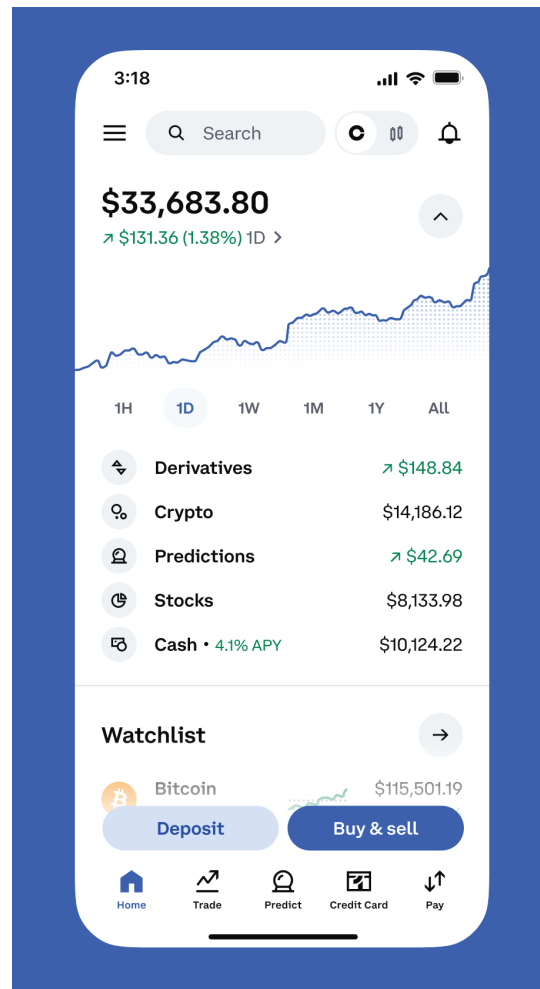 3:18
Search
$33,683.80
↗ $131.36 (1.38%) 1D >
1H 1D 1W 1M 1Y All
Derivatives ↗ $148.84
Crypto $14,186.12
Predictions ↗ $42.69
Stocks $8,133.98
Cash • 4.1% APY $10,124.22
Watchlist →
Bitcoin $115,501.19
Deposit Buy & sell
Home Trade Predict Credit Card Pay